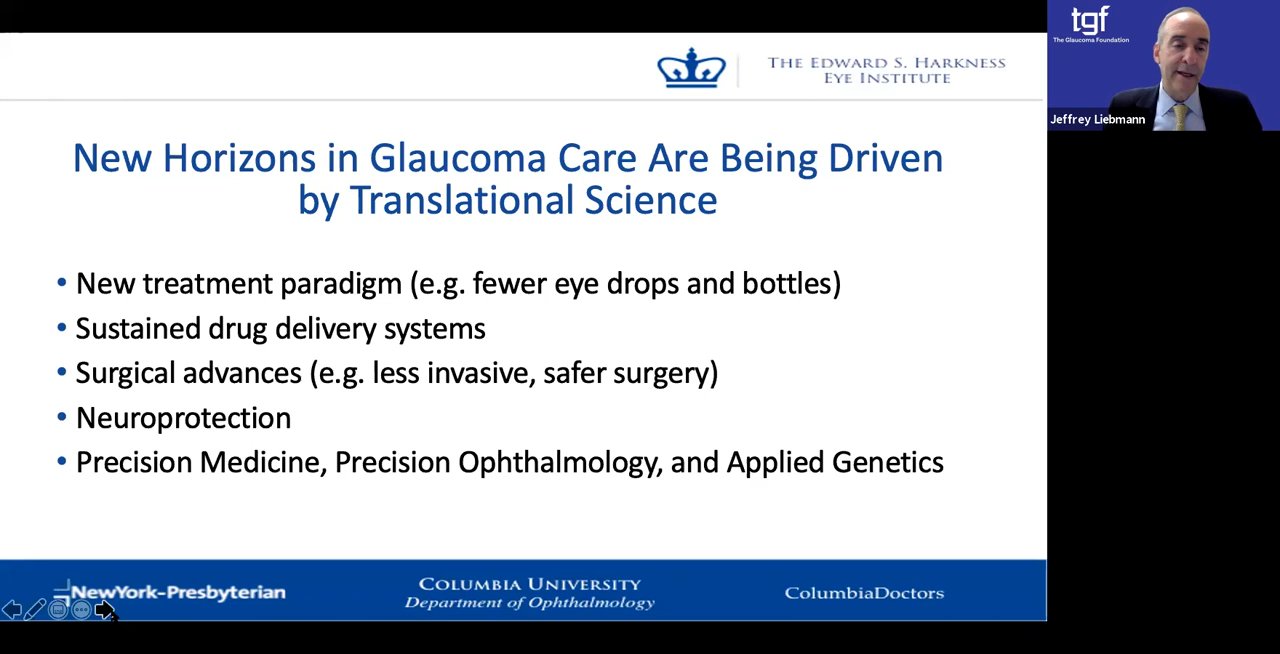 THE EDWARD S. HARKNESS
EYE INSTITUTE
tgf
The Glaucoma Foundation
Jeffrey Liebmann
New Horizons in Glaucoma Care Are Being Driven
by Translational Science
• New treatment paradigm (e.g. fewer eye drops and bottles)
• Sustained drug delivery systems
• Surgical advances (e.g. less invasive, safer surgery)
• Neuroprotection
• Precision Medicine, Precision Ophthalmology, and Applied Genetics
NewYork-Presbyterian
COLUMBIA UNIVERSITY
Department of Ophthalmology
COLUMBIADOCTORS